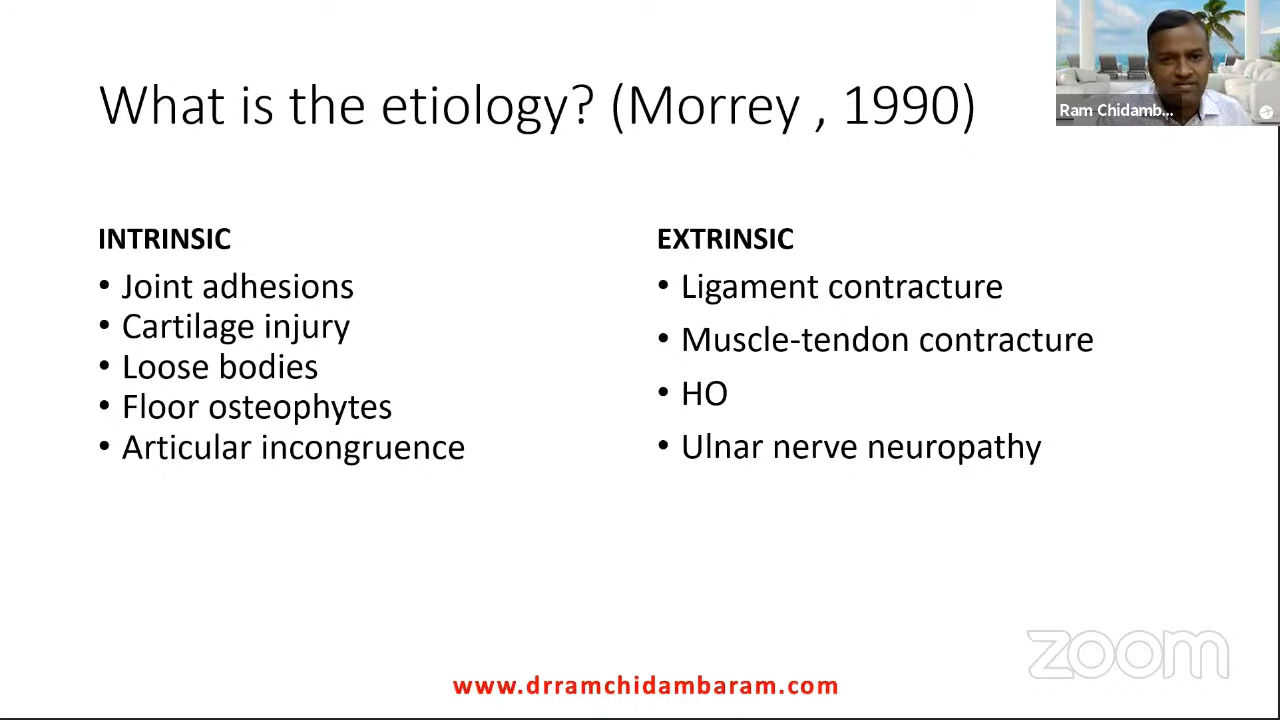 What is the etiology? (Morrey , 1990)
Ram Chidamb...
INTRINSIC
• Joint adhesions
• Cartilage injury
• Loose bodies
• Floor osteophytes
• Articular incongruence
EXTRINSIC
• Ligament contracture
• Muscle-tendon contracture
• HO
• Ulnar nerve neuropathy
zoom
www.drramchidambaram.com